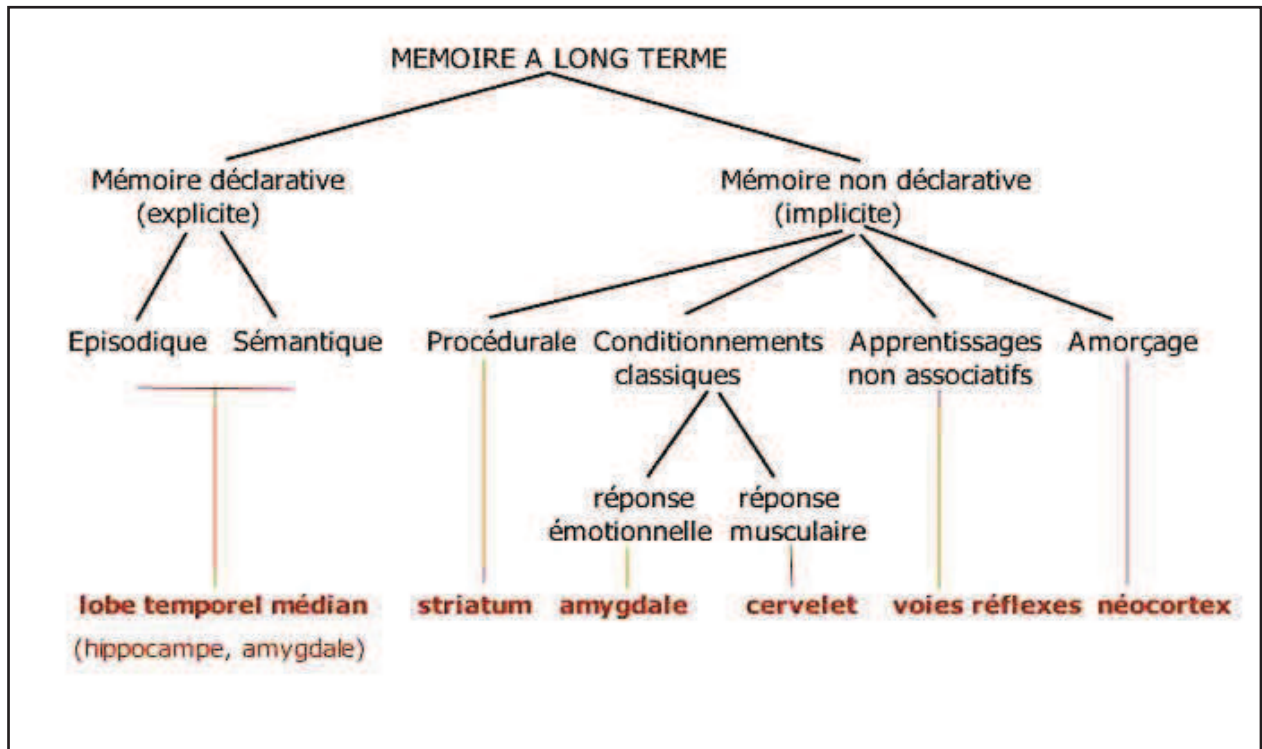 MEMOIRE A LONG TERME
Mémoire déclarative
(explicite)
Mémoire non déclarative
(implicite)
Episodique
Sémantique
Procédurale
Conditionnements
classiques
Apprentissages
non associatifs
Amorçage
réponse
émotionnelle
réponse
musculaire
lobe temporel médian
(hippocampe, amygdale)
striatum
amygdale
cervelet
voies réflexes
néocortex